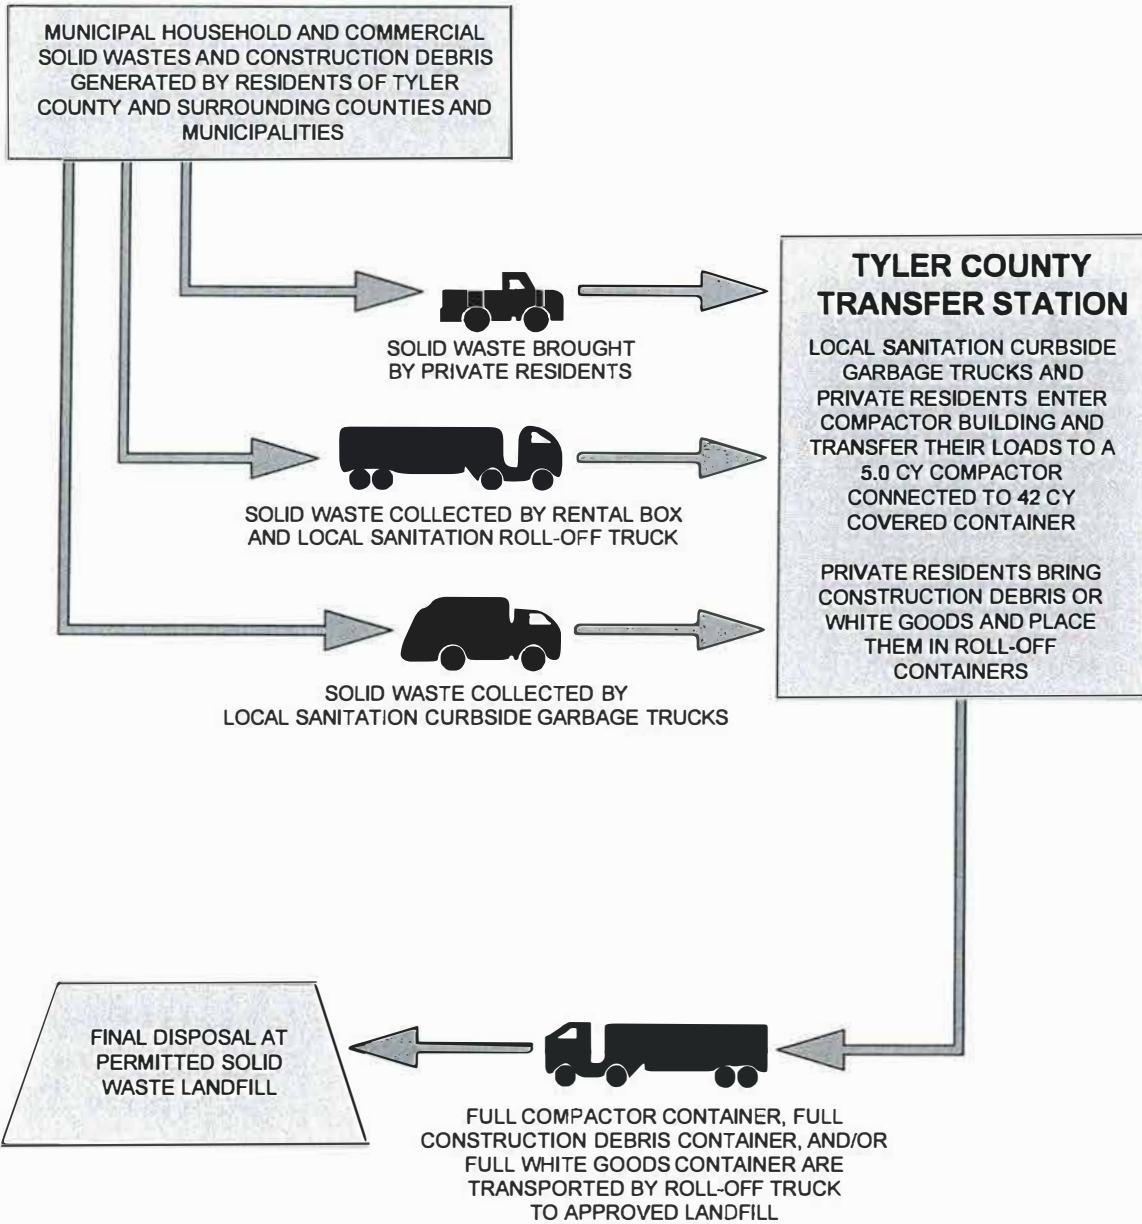 MUNICIPAL HOUSEHOLD AND COMMERCIAL
SOLID WASTES AND CONSTRUCTION DEBRIS
GENERATED BY RESIDENTS OF TYLER
COUNTY AND SURROUNDING COUNTIES AND
MUNICIPALITIES
SOLID WASTE BROUGHT
BY PRIVATE RESIDENTS
SOLID WASTE COLLECTED BY RENTAL BOX
AND LOCAL SANITATION ROLL-OFF TRUCK
SOLID WASTE COLLECTED BY
LOCAL SANITATION CURBSIDE GARBAGE TRUCKS
TYLER COUNTY
TRANSFER STATION
LOCAL SANITATION CURBSIDE
GARBAGE TRUCKS AND
PRIVATE RESIDENTS ENTER
COMPACTOR BUILDING AND
TRANSFER THEIR LOADS TO A
5.0 CY COMPACTOR
CONNECTED TO 42 CY
COVERED CONTAINER
PRIVATE RESIDENTS BRING
CONSTRUCTION DEBRIS OR
WHITE GOODS AND PLACE
THEM IN ROLL-OFF
CONTAINERS
FULL COMPACTOR CONTAINER, FULL
CONSTRUCTION DEBRIS CONTAINER, AND/OR
FULL WHITE GOODS CONTAINER ARE
TRANSPORTED BY ROLL-OFF TRUCK
TO APPROVED LANDFILL
FINAL DISPOSAL AT
PERMITTED SOLID
WASTE LANDFILL